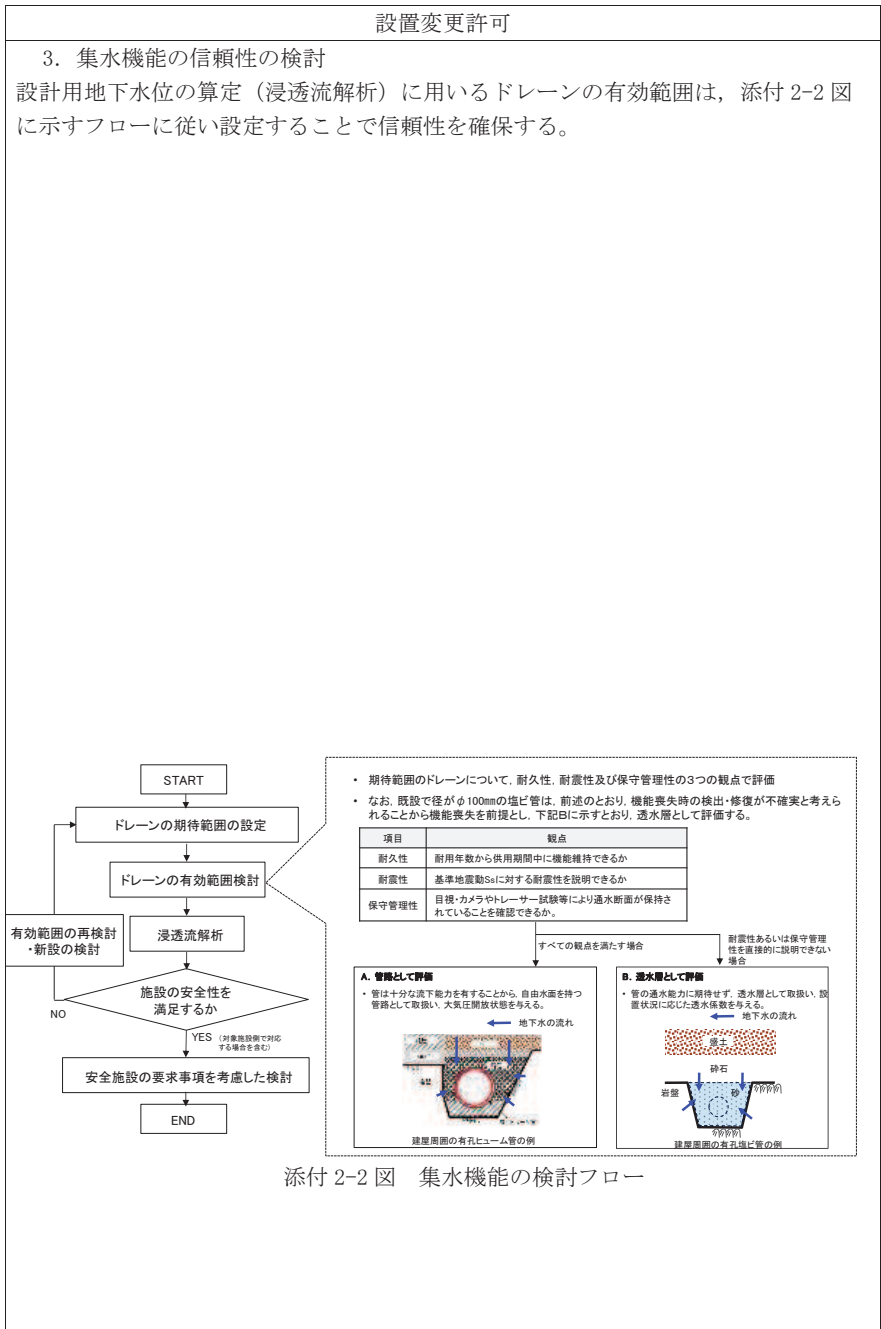 設置変更許可
3．集水機能の信頼性の検討
設計用地下水位の算定（浸透流解析）に用いるドレーンの有効範囲は，添付 2-2 図
に示すフローに従い設定することで信頼性を確保する。
START
ドレーンの期待範囲の設定
ドレーンの有効範囲検討
有効範囲の再検討
・新設の検討
浸透流解析
施設の安全性を
満足するか
NO
YES （対象施設側で対応
する場合を含む）
安全施設の要求事項を考慮した検討
END
・ 期待範囲のドレーンについて，耐久性，耐震性及び保守管理性の3つの観点で評価
・ なお，既設で径がφ100㎜の塩ビ管は，前述のとおり，機能喪失時の検出・修復が不確実と考えら
れることから機能喪失を前提とし，下記Bに示すとおり，透水層として評価する。
項目 観点
耐久性 耐用年数から供用期間中に機能維持できるか
耐震性 基準地震動Ssに対する耐震性を説明できるか
保守管理性 目視・カメラやトレーサー試験等により通水断面が保持さ
れていることを確認できるか。
すべての観点を満たす場合
耐震性あるいは保守管理
性を直接的に説明できない
場合
A．管路として評価
・ 管は十分な流下能力を有することから，自由水面を持つ
管路として取扱い，大気圧開放状態を与える。
地下水の流れ
建屋周囲の有孔ヒューム管の例
B．透水層として評価
・ 管の通水能力に期待せず，透水層として取扱い，設
置状況に応じた透水係数を与える。
地下水の流れ
盛土
砕石
岩盤
砂
建屋周囲の有孔塩ビ管の例
添付 2-2 図　集水機能の検討フロー